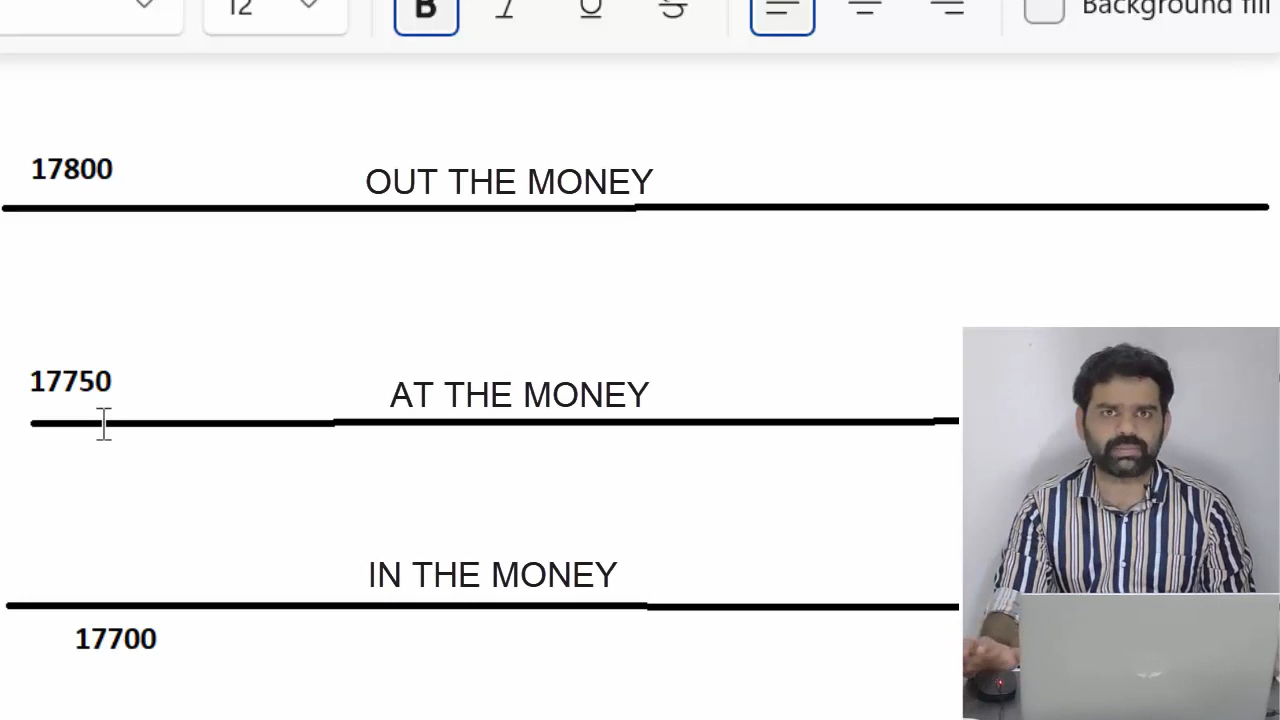 12
B I U S Background fill
17800
OUT THE MONEY
17750
AT THE MONEY
IN THE MONEY
17700